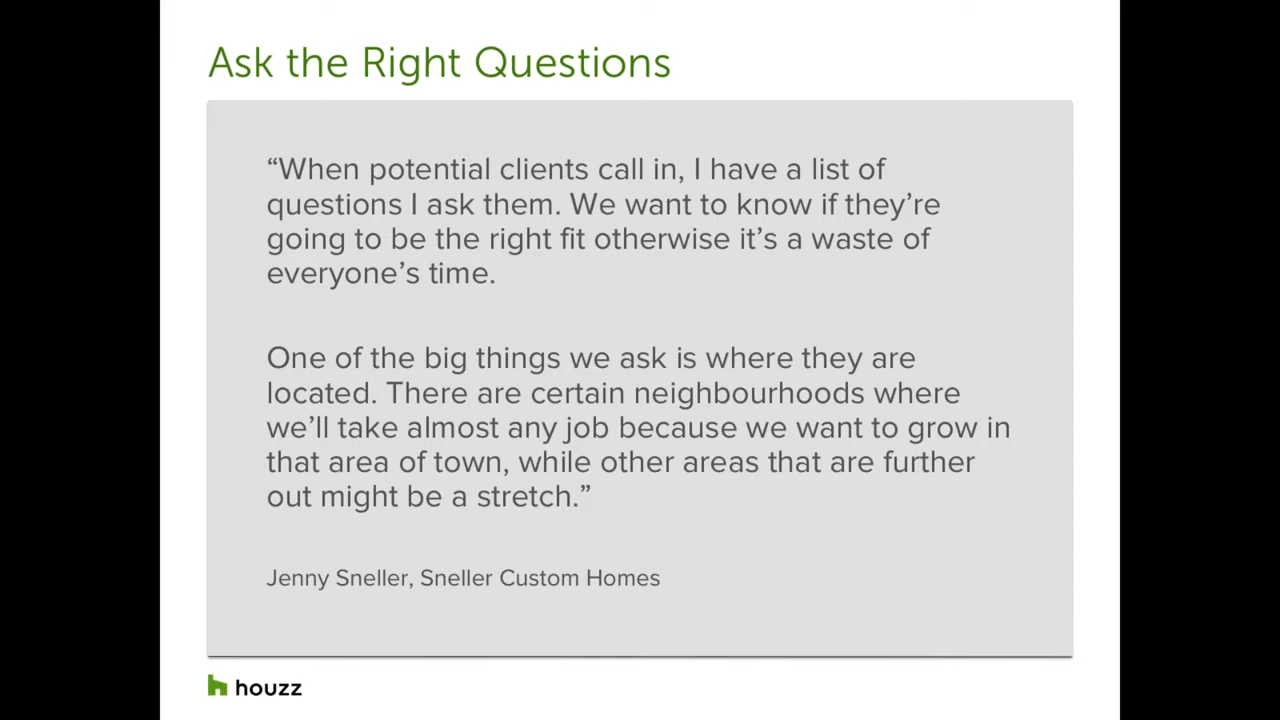 Ask the Right Questions
“When potential clients call in, I have a list of
questions I ask them. We want to know if they’re
going to be the right fit otherwise it’s a waste of
everyone’s time.
One of the big things we ask is where they are
located. There are certain neighbourhoods where
we’ll take almost any job because we want to grow in
that area of town, while other areas that are further
out might be a stretch.”
Jenny Sneller, Sneller Custom Homes
houzz